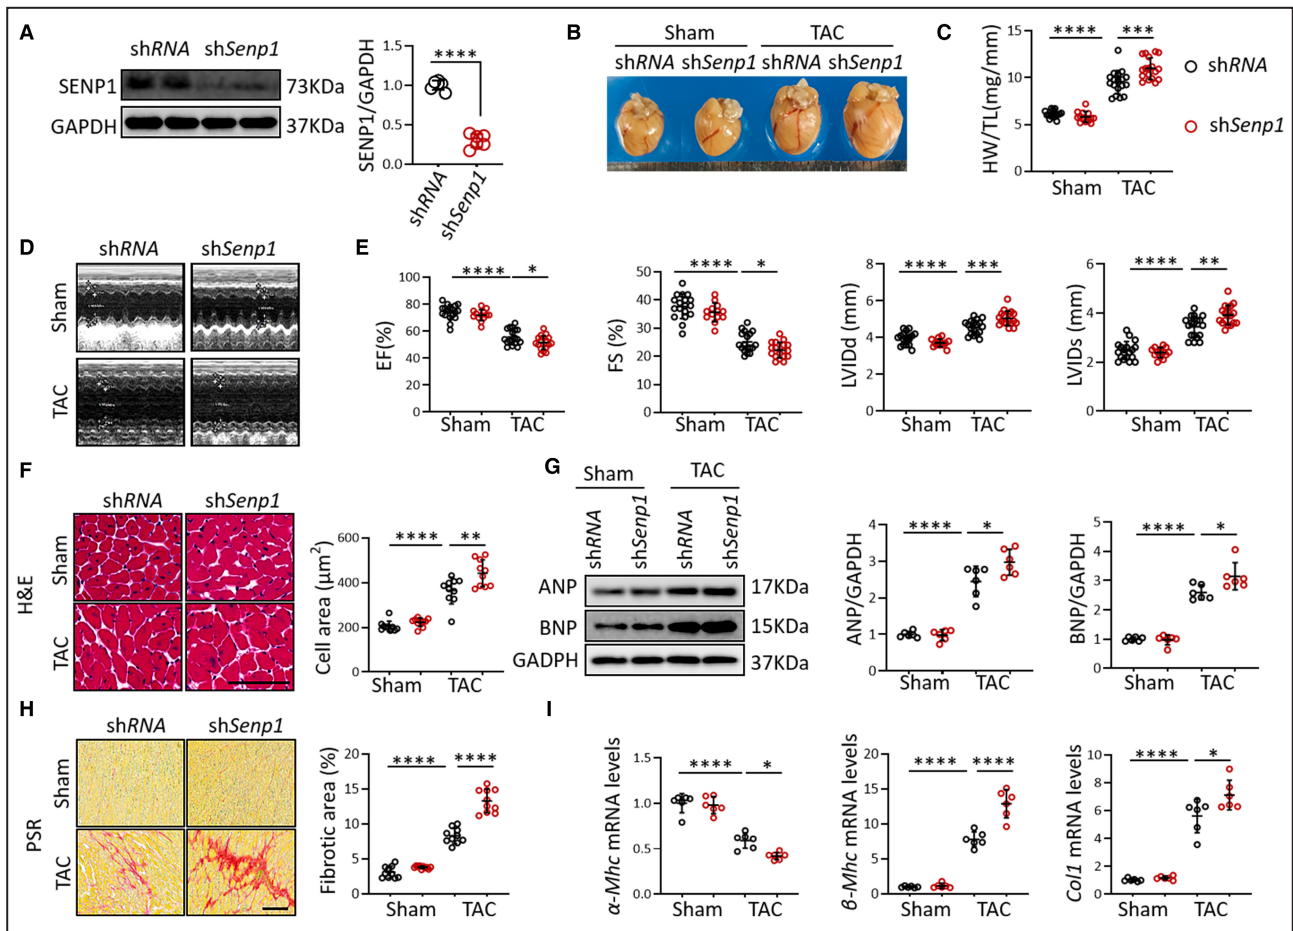 A
shRNA shSenp1
SENP1
73KDa
GAPDH
37KDa
SENP1/GAPDH
1.5
1.0
0.5
0.0
****
shRNA
shSenp1
B
Sham TAC
shRNA shSenp1 shRNA shSenp1
C
HW/TL(mg/mm)
15
10
5
0
**** ***
Sham TAC
shRNA
shSenp1
D
shRNA shSenp1
Sham
TAC
E
EF(%)
100
80
60
40
20
0
**** *
Sham TAC
FS (%)
50
40
30
20
10
0
**** *
Sham TAC
LVIDd (mm)
8
6
4
2
0
**** ***
Sham TAC
LVIDs (mm)
6
4
2
0
**** **
Sham TAC
F
shRNA shSenp1
H&E
Sham
TAC
Cell area (μm²)
600
400
200
0
**** **
Sham TAC
G
Sham TAC
shRNA
shSenp1
shRNA
shSenp1
ANP
17KDa
BNP
15KDa
GADPH
37KDa
ANP/GAPDH
4
3
2
1
0
**** *
Sham TAC
BNP/GAPDH
5
4
3
2
1
0
**** *
Sham TAC
H
shRNA shSenp1
PSR
Sham
TAC
Fibrotic area (%)
20
15
10
5
0
**** ****
Sham TAC
I
α-Mhc mRNA levels
1.5
1.0
0.5
0.0
**** *
Sham TAC
β-Mhc mRNA levels
20
15
10
5
0
**** ****
Sham TAC
Col1 mRNA levels
10
8
6
4
2
0
**** *
Sham TAC